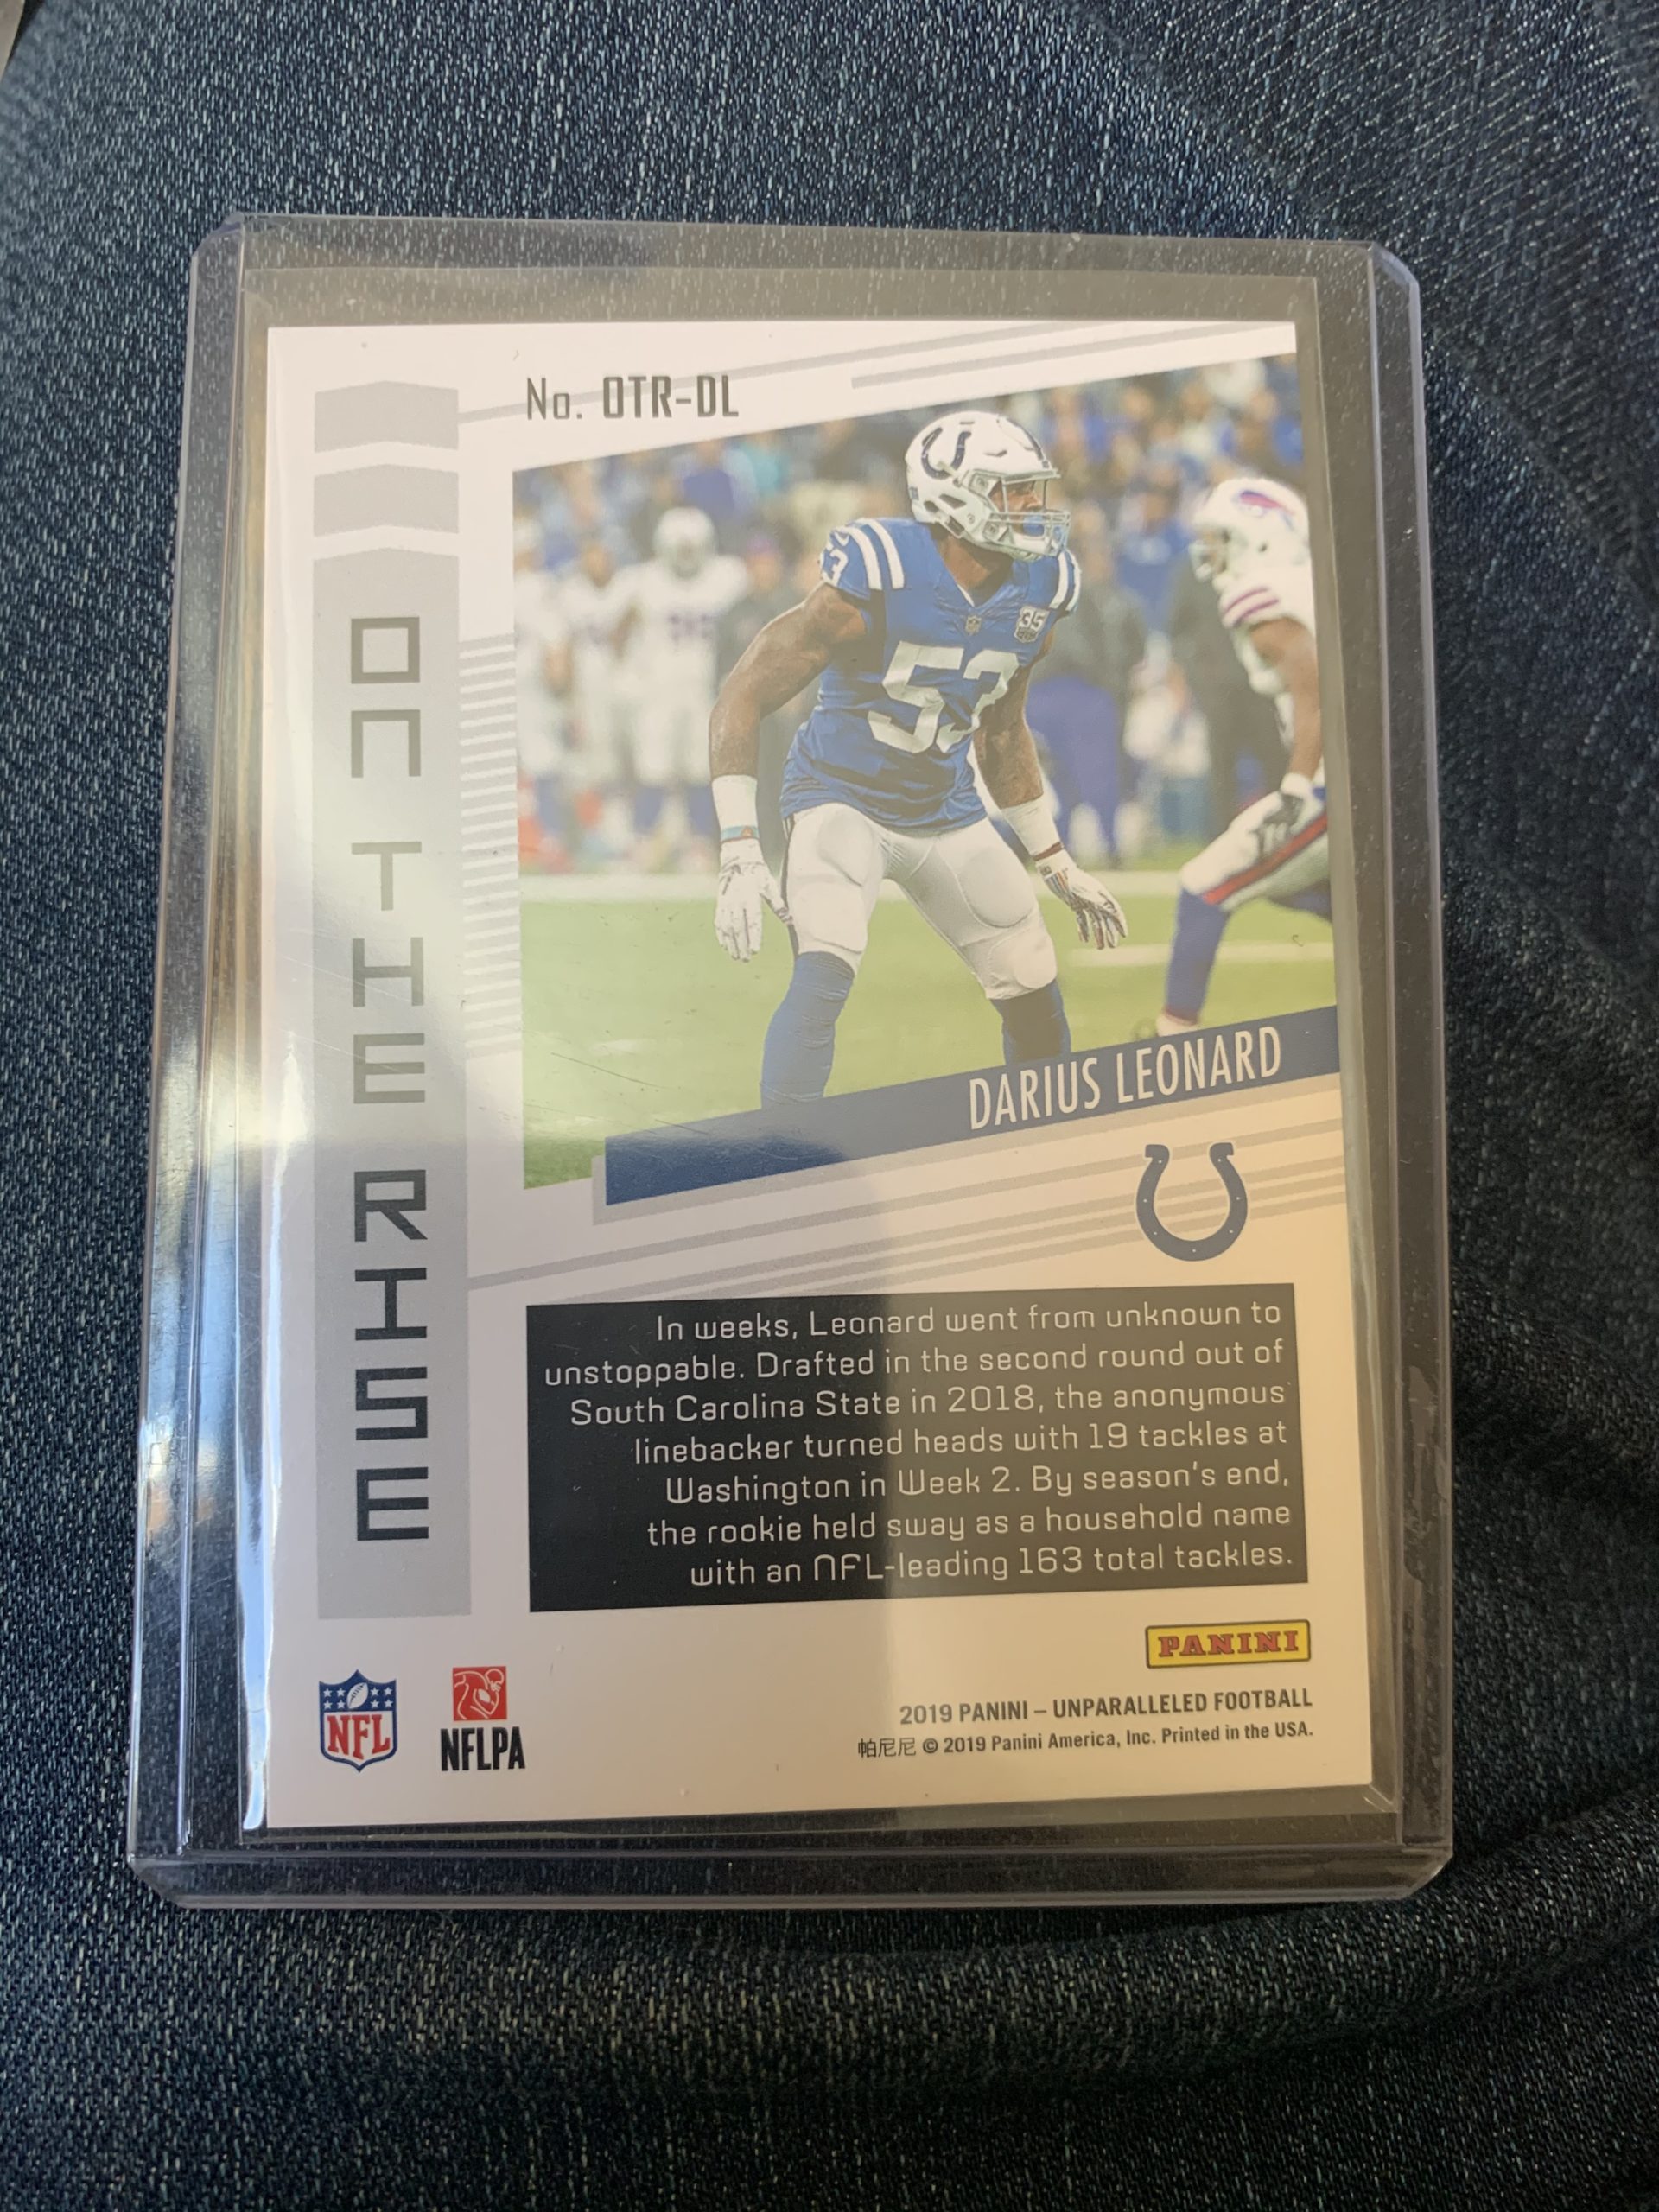 No. OTR-DL
ON THE RISE
53
53
35
DARIUS LEONARD
In weeks, Leonard went from unknown to
unstoppable. Drafted in the second round out of
South Carolina State in 2018, the anonymous
linebacker turned heads with 19 tackles at
Washington in Week 2. By season's end,
the rookie held sway as a household name
with an NFL-leading 163 total tackles.
PANINI
NFL
NFLPA
2019 PANINI – UNPARALLELED FOOTBALL
帕尼尼 © 2019 Panini America, Inc. Printed in the USA.